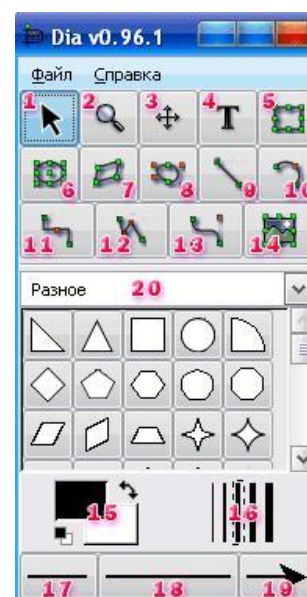 Dia v0.96.1
Файл Справка
1 2 3 4 T 5
6 7 8 9 10
11 12 13 14
Разное 20
15 16
17 18 19